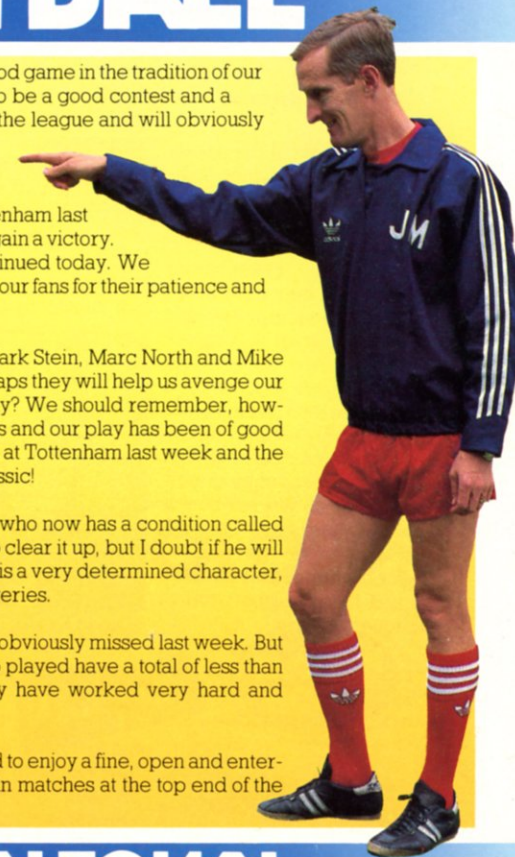 od game in the tradition of our
o be a good contest and a
the league and will obviously
enham last
gain a victory.
inued today. We
our fans for their patience and
JM
ark Stein, Marc North and Mike
aps they will help us avenge our
y? We should remember, how-
s and our play has been of good
at Tottenham last week and the
ssic!
who now has a condition called
clear it up, but I doubt if he will
is a very determined character,
eries.
obviously missed last week. But
played have a total of less than
y have worked very hard and
d to enjoy a fine, open and enter-
n matches at the top end of the